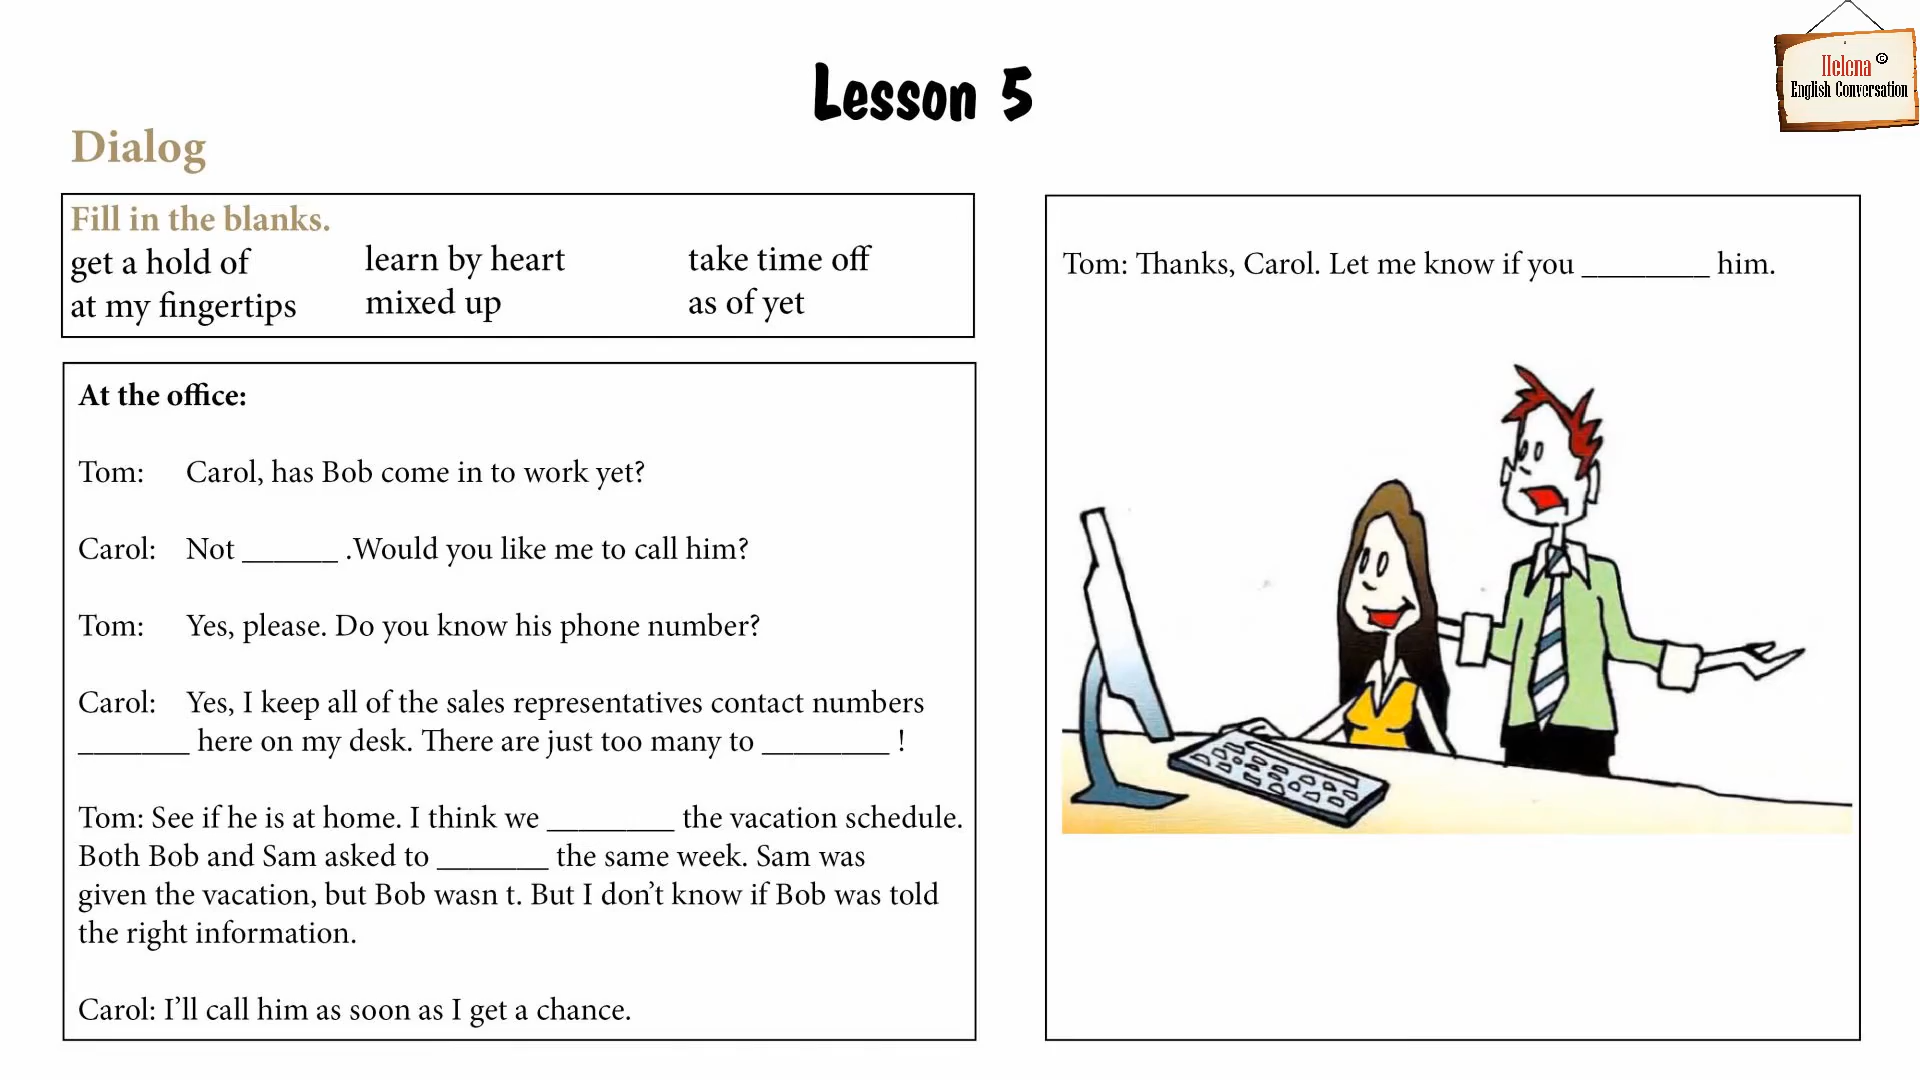 Lesson 5
Helena ©
English Conversation
Dialog
Fill in the blanks.
get a hold of learn by heart take time off
at my fingertips mixed up as of yet
At the office:
Tom: Carol, has Bob come in to work yet?
Carol: Not ______ .Would you like me to call him?
Tom: Yes, please. Do you know his phone number?
Carol: Yes, I keep all of the sales representatives contact numbers
_______ here on my desk. There are just too many to ________ !
Tom: See if he is at home. I think we ________ the vacation schedule.
Both Bob and Sam asked to _______ the same week. Sam was
given the vacation, but Bob wasn t. But I don’t know if Bob was told
the right information.
Carol: I’ll call him as soon as I get a chance.
Tom: Thanks, Carol. Let me know if you ________ him.